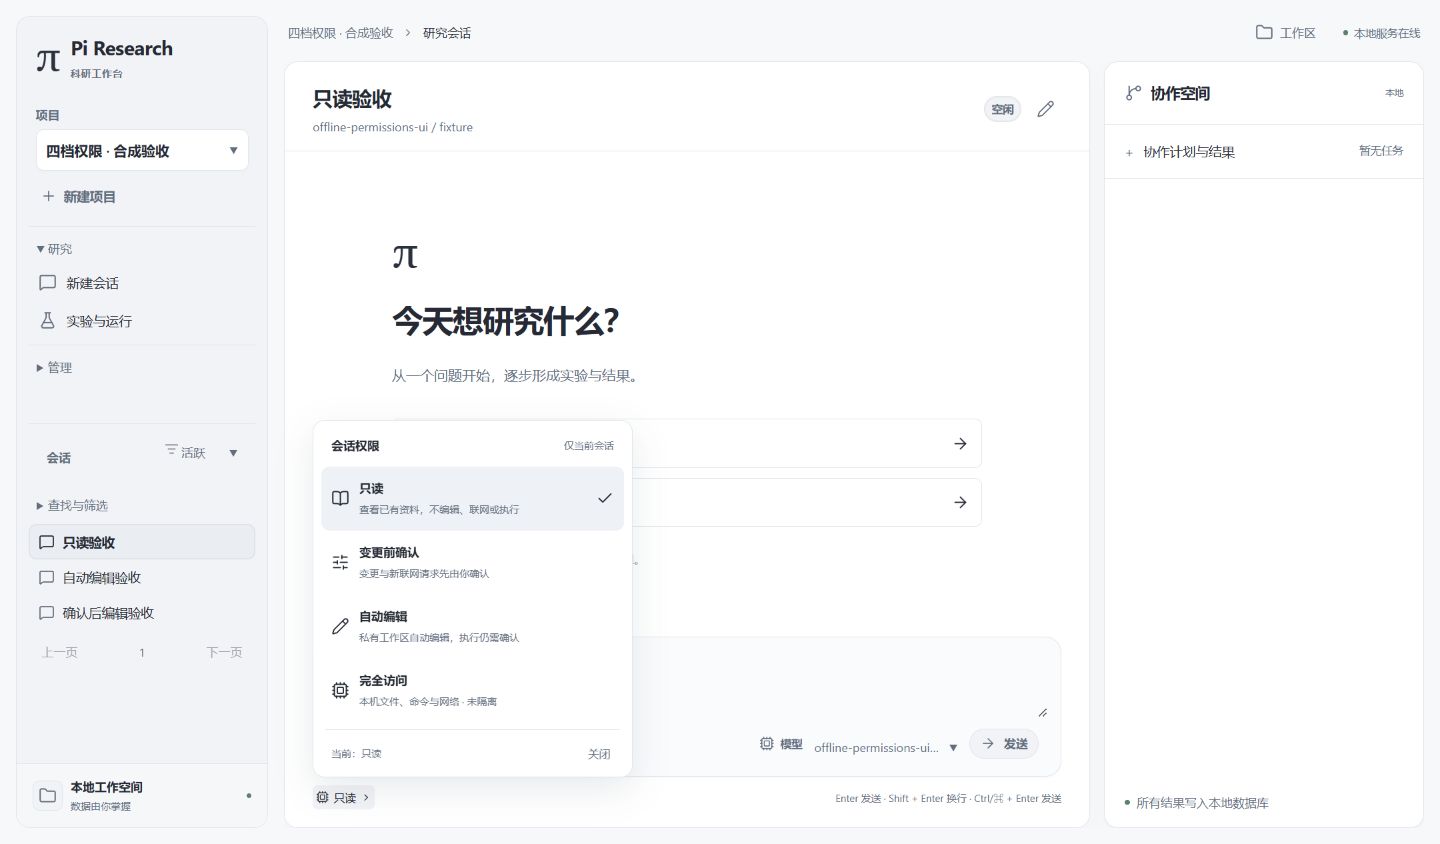 π
Pi Research
科研工作台
项目
四档权限 · 合成验收
新建项目
研究
新建会话
实验与运行
管理
会话
活跃
查找与筛选
只读验收
自动编辑验收
确认后编辑验收
上一页
1
下一页
本地工作空间
数据由你掌握
四档权限 · 合成验收 › 研究会话
工作区
本地服务在线
只读验收
offline-permissions-ui / fixture
空闲
π
今天想研究什么？
从一个问题开始，逐步形成实验与结果。
会话权限
仅当前会话
只读
查看已有资料，不编辑、联网或执行
变更前确认
变更与新联网请求先由你确认
自动编辑
私有工作区自动编辑，执行仍需确认
完全访问
本机文件、命令与网络 · 未隔离
当前：只读
关闭
模型
offline-permissions-ui...
发送
只读
Enter 发送 · Shift + Enter 换行 · Ctrl/⌘ + Enter 发送
协作空间
本地
+ 协作计划与结果
暂无任务
所有结果写入本地数据库